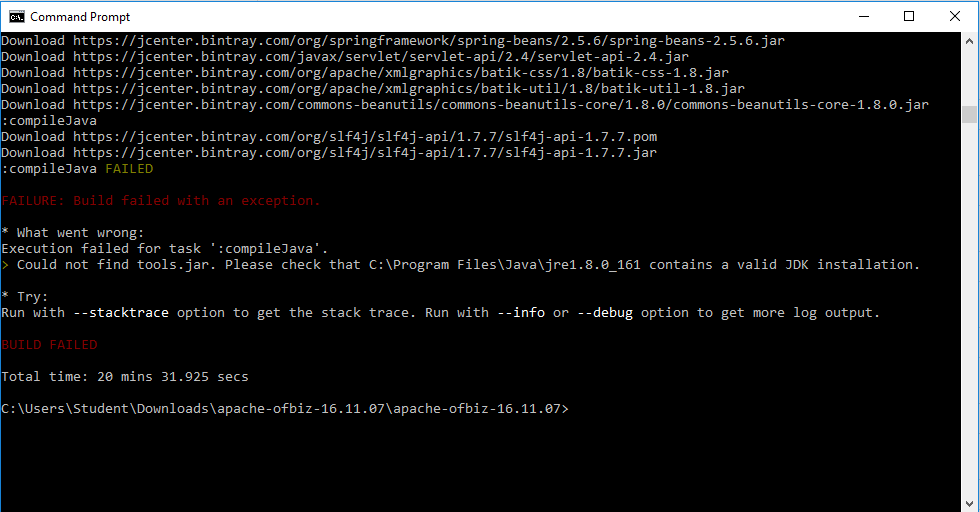 Command Prompt
Download https://jcenter.bintray.com/org/springframework/spring-beans/2.5.6/spring-beans-2.5.6.jar
Download https://jcenter.bintray.com/javax/servlet/servlet-api/2.4/servlet-api-2.4.jar
Download https://jcenter.bintray.com/org/apache/xmlgraphics/batik-css/1.8/batik-css-1.8.jar
Download https://jcenter.bintray.com/org/apache/xmlgraphics/batik-util/1.8/batik-util-1.8.jar
Download https://jcenter.bintray.com/commons-beanutils/commons-beanutils-core/1.8.0/commons-beanutils-core-1.8.0.jar
:compileJava
Download https://jcenter.bintray.com/org/slf4j/slf4j-api/1.7.7/slf4j-api-1.7.7.pom
Download https://jcenter.bintray.com/org/slf4j/slf4j-api/1.7.7/slf4j-api-1.7.7.jar
:compileJava FAILED
FAILURE: Build failed with an exception.
* What went wrong:
Execution failed for task ':compileJava'.
> Could not find tools.jar. Please check that C:\Program Files\Java\jre1.8.0_161 contains a valid JDK installation.
* Try:
Run with --stacktrace option to get the stack trace. Run with --info or --debug option to get more log output.
BUILD FAILED
Total time: 20 mins 31.925 secs
C:\Users\Student\Downloads\apache-ofbiz-16.11.07\apache-ofbiz-16.11.07>